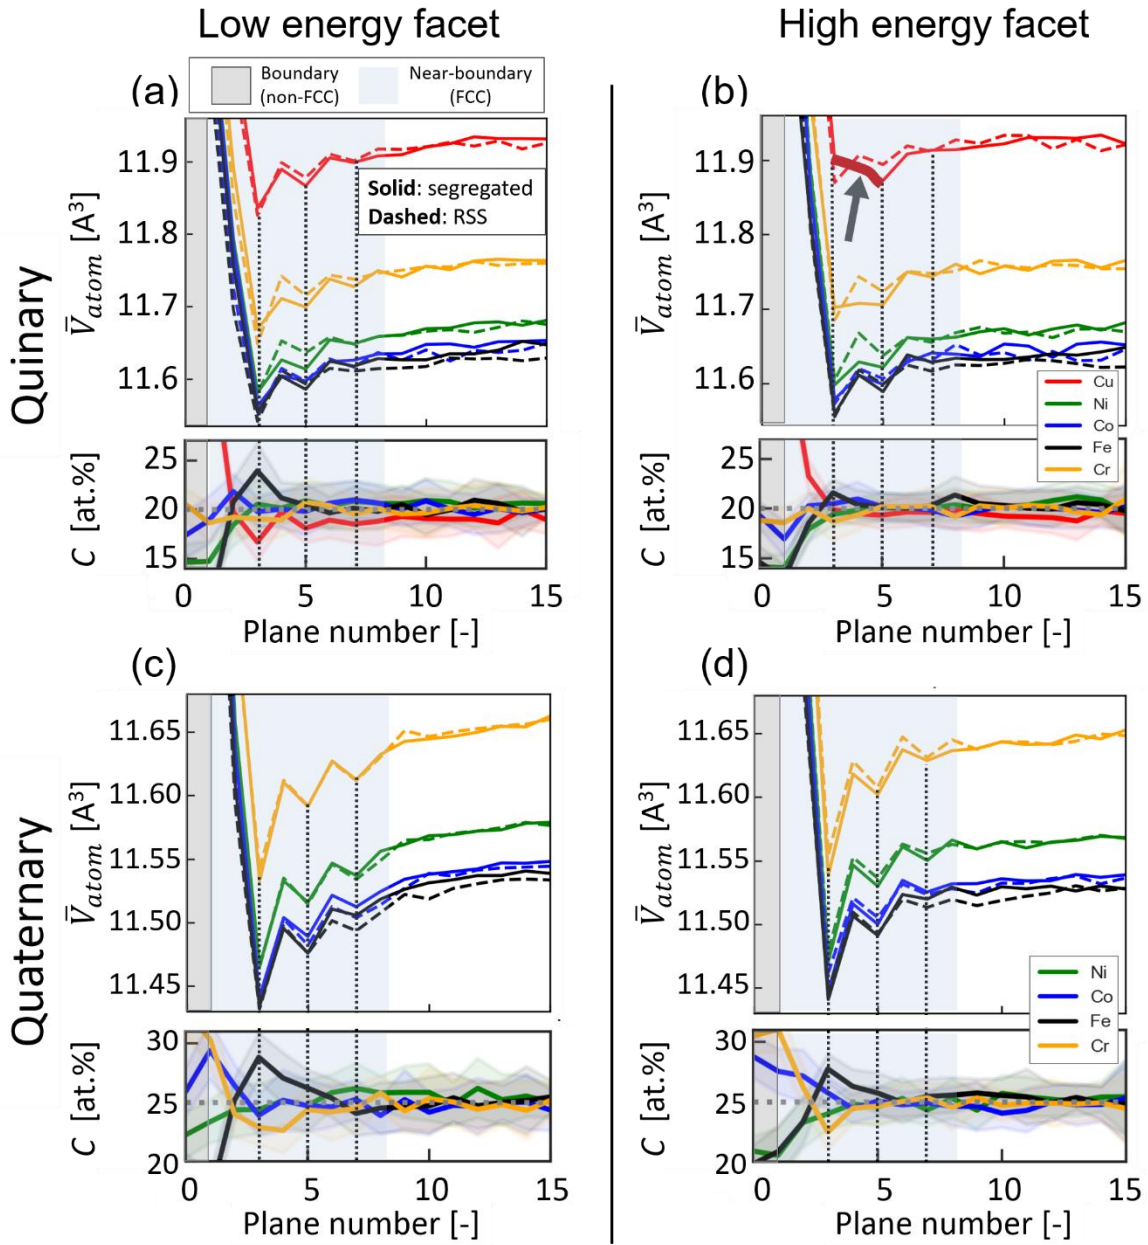 Low energy facet
High energy facet
(a)
Boundary
(non-FCC)
Near-boundary
(FCC)
(b)
Quinary
V̄atom [A³]
11.9
11.8
11.7
11.6
Solid: segregated
Dashed: RSS
V̄atom [A³]
11.9
11.8
11.7
11.6
Cu
Ni
Co
Fe
Cr
C [at.%]
25
20
15
0 5 10 15
Plane number [-]
C [at.%]
25
20
15
0 5 10 15
Plane number [-]
(c)
(d)
Quaternary
V̄atom [A³]
11.65
11.60
11.55
11.50
11.45
V̄atom [A³]
11.65
11.60
11.55
11.50
11.45
Ni
Co
Fe
Cr
C [at.%]
30
25
20
0 5 10 15
Plane number [-]
C [at.%]
30
25
20
0 5 10 15
Plane number [-]